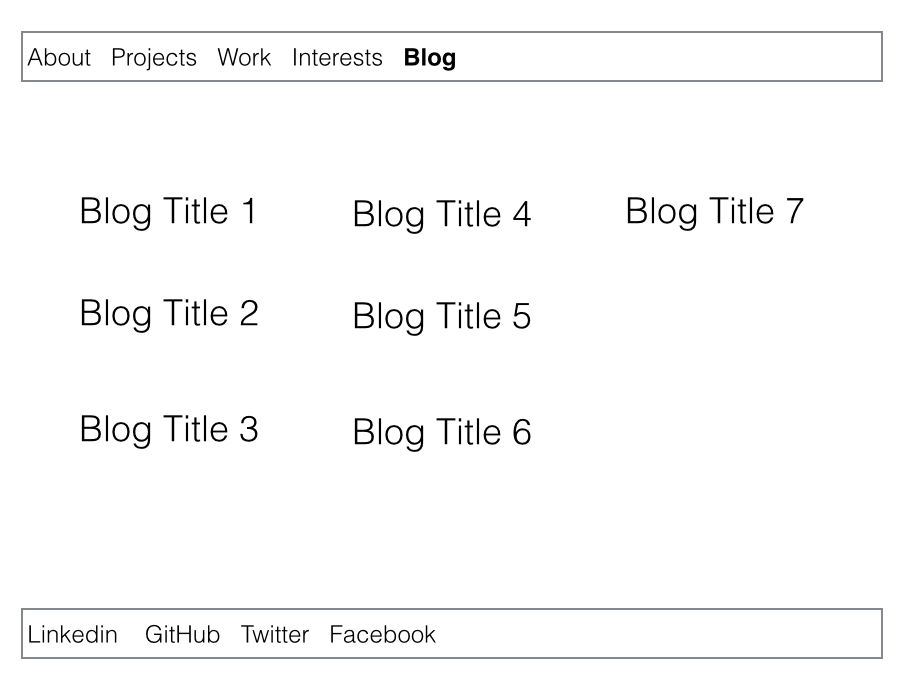 About Projects Work Interests Blog
Blog Title 1
Blog Title 2
Blog Title 3
Blog Title 4
Blog Title 5
Blog Title 6
Blog Title 7
Linkedin GitHub Twitter Facebook